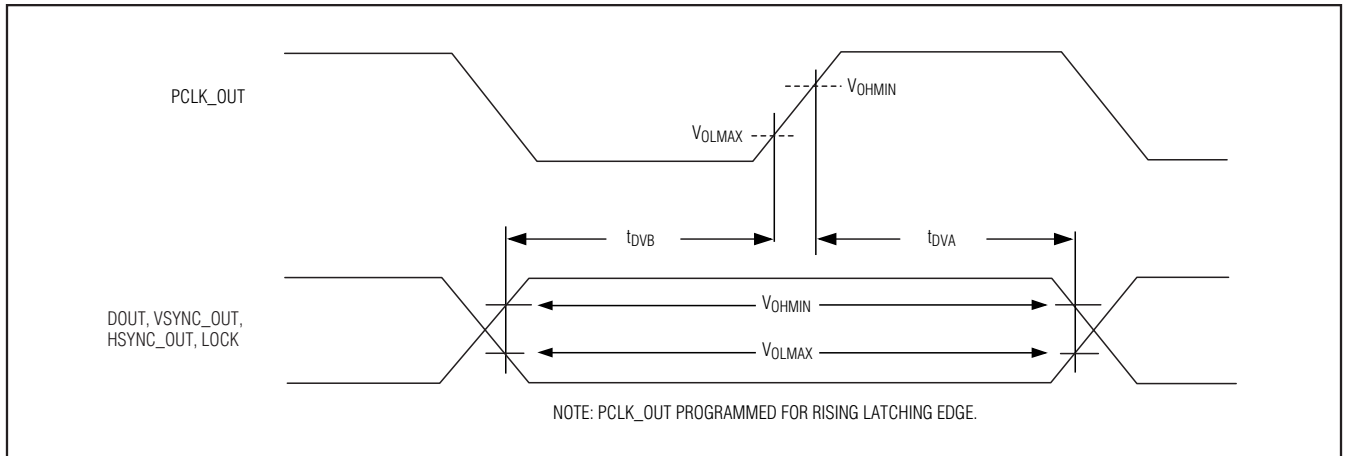 PCLK_OUT
VOHMIN
VOLMAX
tDVB
tDVA
DOUT, VSYNC_OUT,
HSYNC_OUT, LOCK
VOHMIN
VOLMAX
NOTE: PCLK_OUT PROGRAMMED FOR RISING LATCHING EDGE.